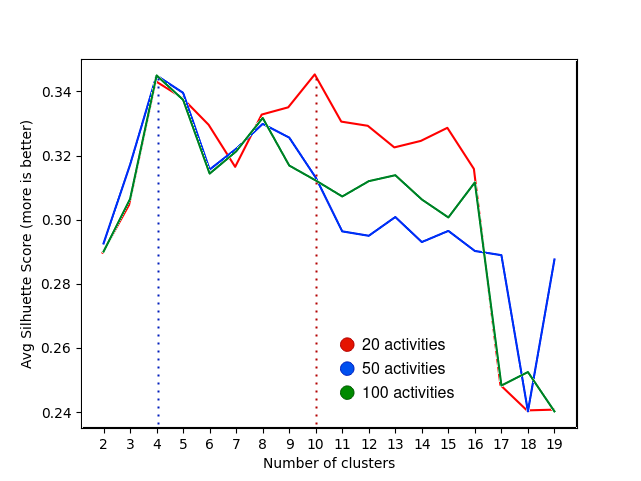 0.34
0.32
0.30
0.28
0.26
0.24
Avg Silhuette Score (more is better)
20 activities
50 activities
100 activities
2 3 4 5 6 7 8 9 10 11 12 13 14 15 16 17 18 19
Number of clusters